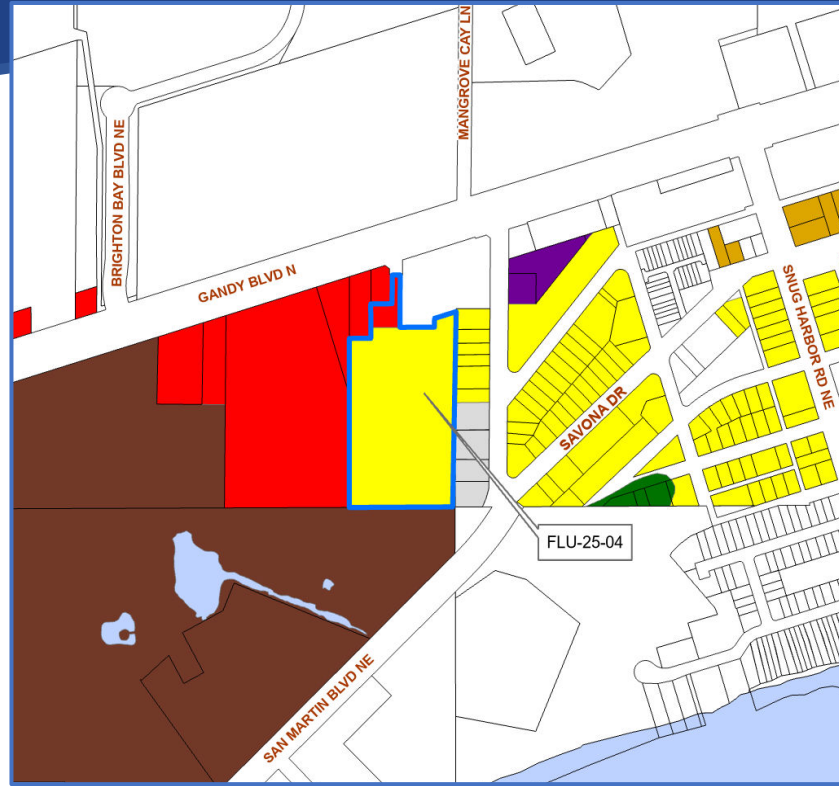 MANGROVE CAY LN
BRIGHTON BAY BLVD NE
GANDY BLVD N
SNUG HARBOR RD NE
SAVONA DR
FLU-25-04
SAN MARTIN BLVD NE